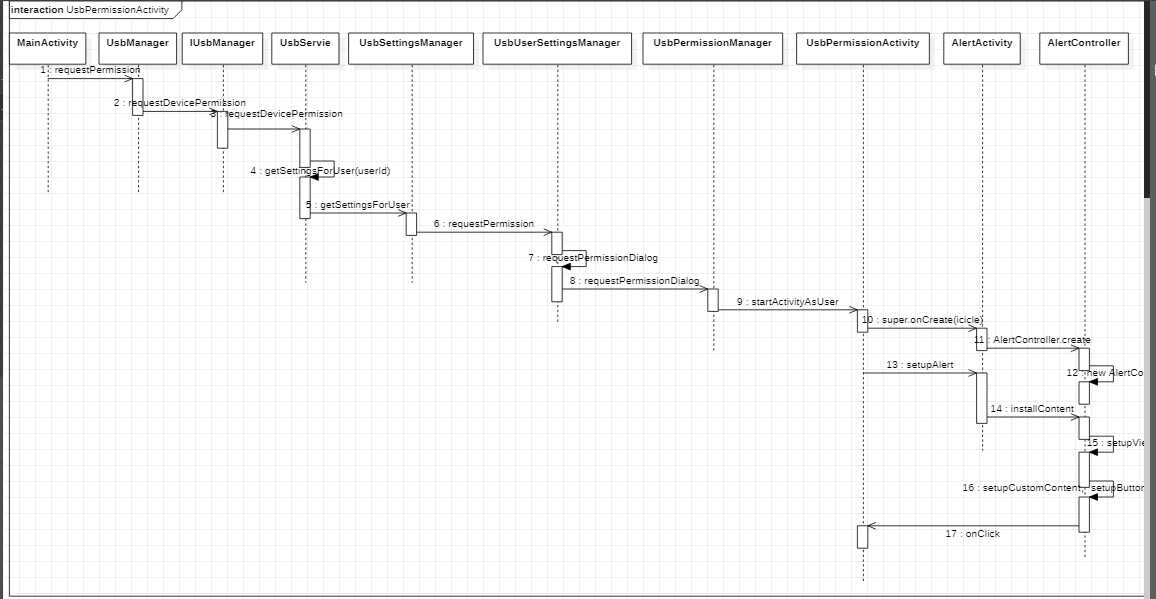 interaction UsbPermissionActivity
MainActivity UsbManager IUsbManager UsbServie UsbSettingsManager UsbUserSettingsManager UsbPermissionManager UsbPermissionActivity AlertActivity AlertController
1 : requestPermission
2 : requestDevicePermission
3 : requestDevicePermission
4 : getSettingsForUser(userId)
5 : getSettingsForUser
6 : requestPermission
7 : requestPermissionDialog
8 : requestPermissionDialog
9 : startActivityAsUser
10 : super.onCreate(icicle)
11 : AlertController.create
13 : setupAlert
12 : new AlertCo
14 : installContent
15 : setupVie
16 : setupCustomContent, setupButton
17 : onClick